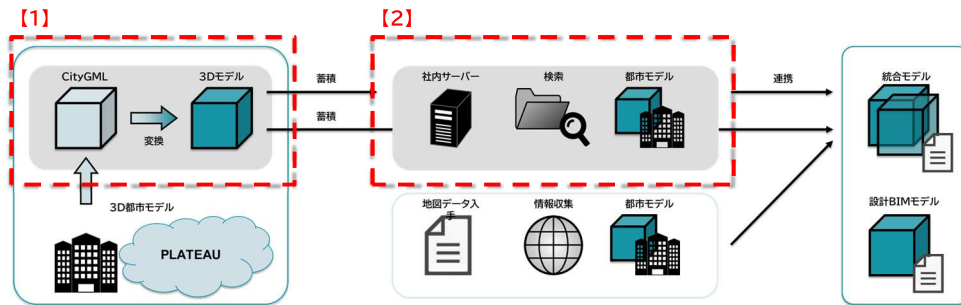 【1】
【2】
CityGML
3Dモデル
変換
3D都市モデル
PLATEAU
蓄積
蓄積
社内サーバー
検索
都市モデル
地図データ入
手
情報収集
都市モデル
連携
統合モデル
設計BIMモデル